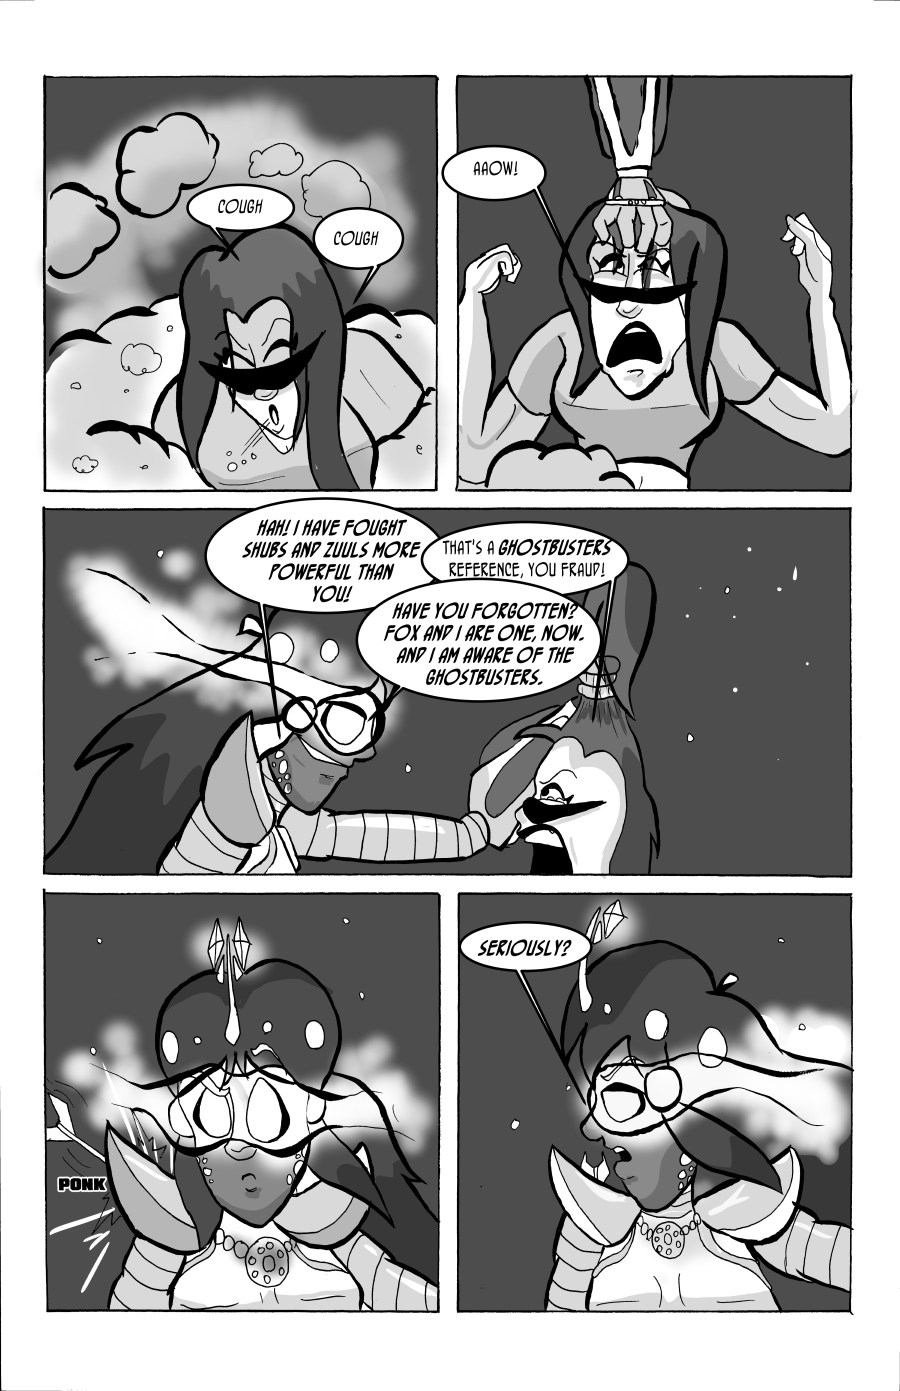 COUGH
COUGH
AAOW!
HAH! I HAVE FOUGHT
SHUBS AND ZUULS MORE
POWERFUL THAN
YOU!
THAT'S A GHOSTBUSTERS
REFERENCE, YOU FRAUD!
HAVE YOU FORGOTTEN?
FOX AND I ARE ONE, NOW.
AND I AM AWARE OF THE
GHOSTBUSTERS.
PONK
SERIOUSLY?